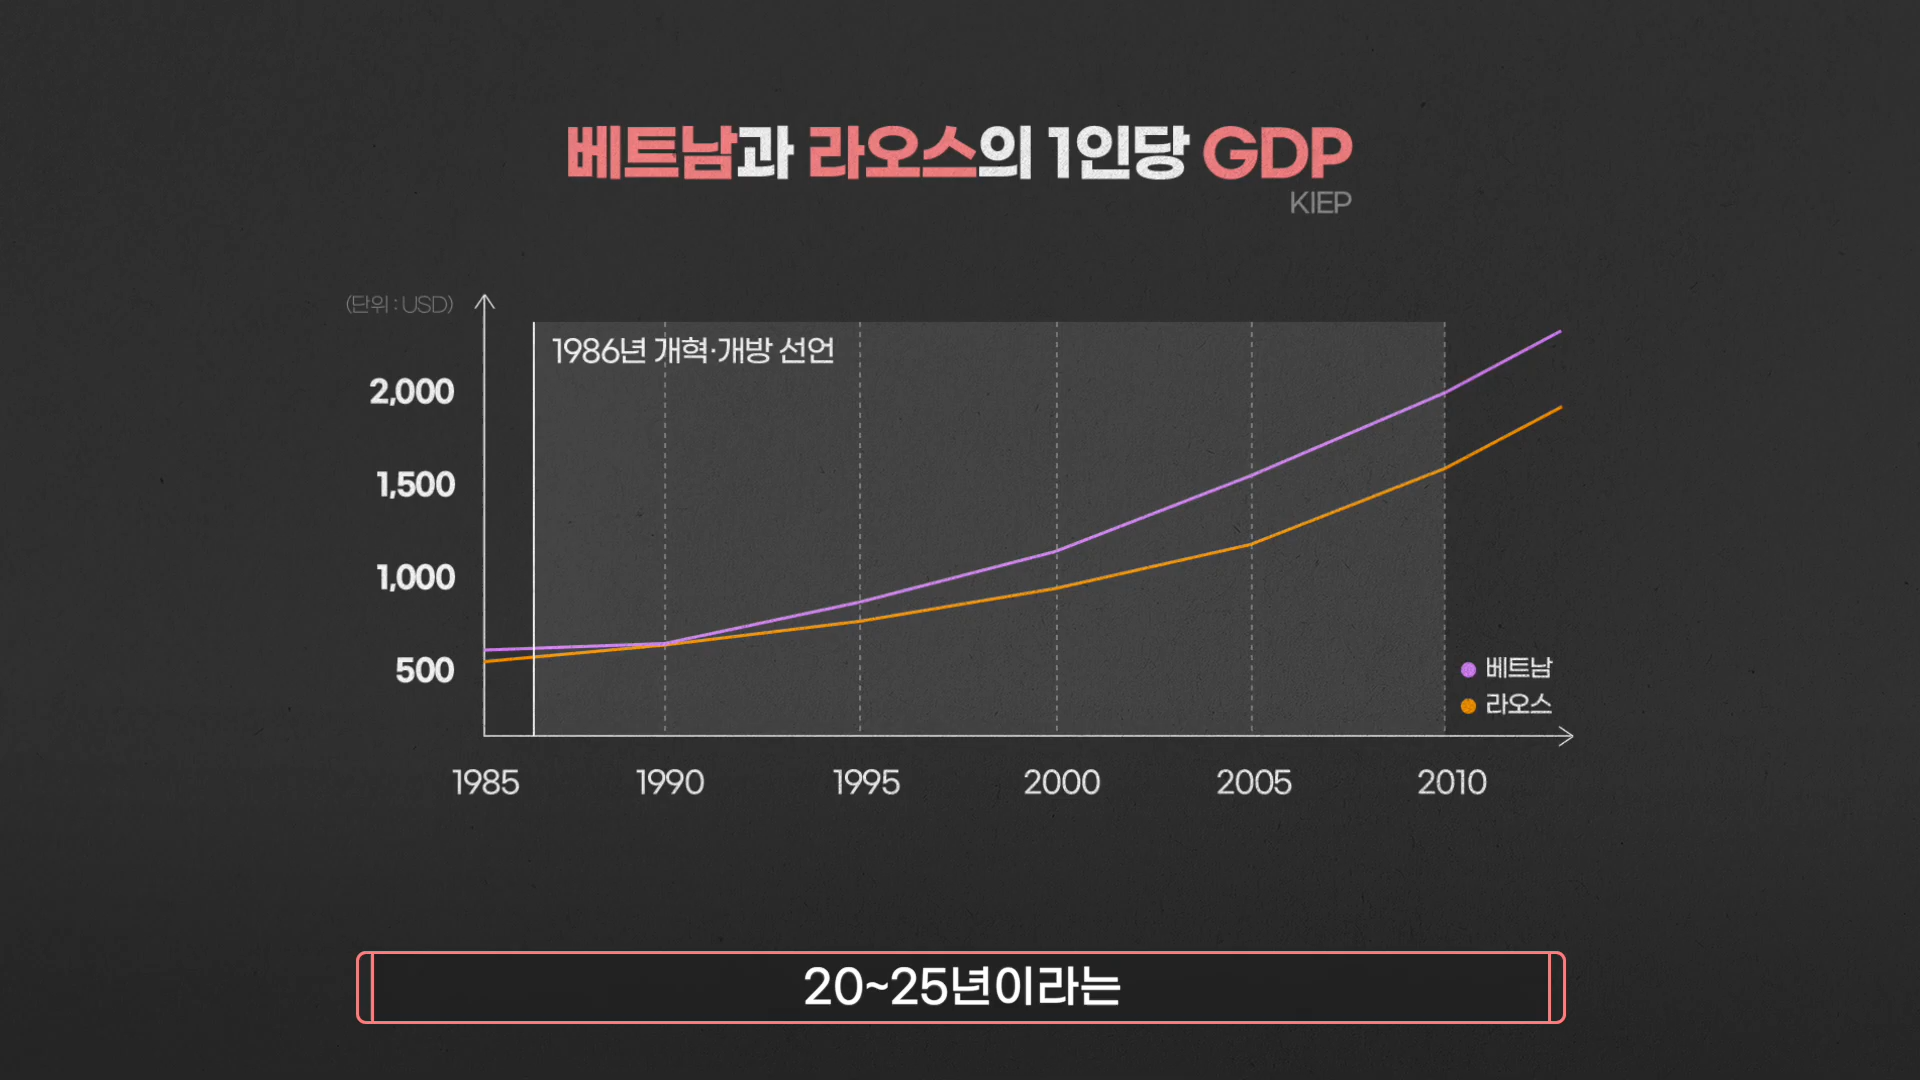 베트남과 라오스의 1인당 GDP
KIEP
(단위 : USD)
1986년 개혁·개방 선언
2,000
1,500
1,000
500
베트남
라오스
1985 1990 1995 2000 2005 2010
20~25년이라는